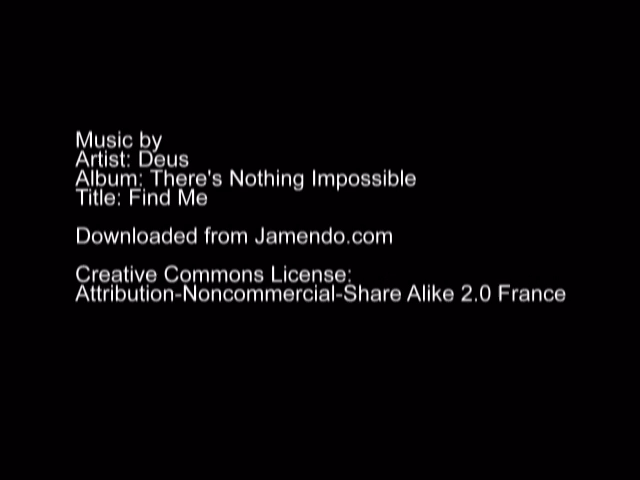 Music by
Artist: Deus
Album: There's Nothing Impossible
Title: Find Me
Downloaded from Jamendo.com
Creative Commons License:
Attribution-Noncommercial-Share Alike 2.0 France